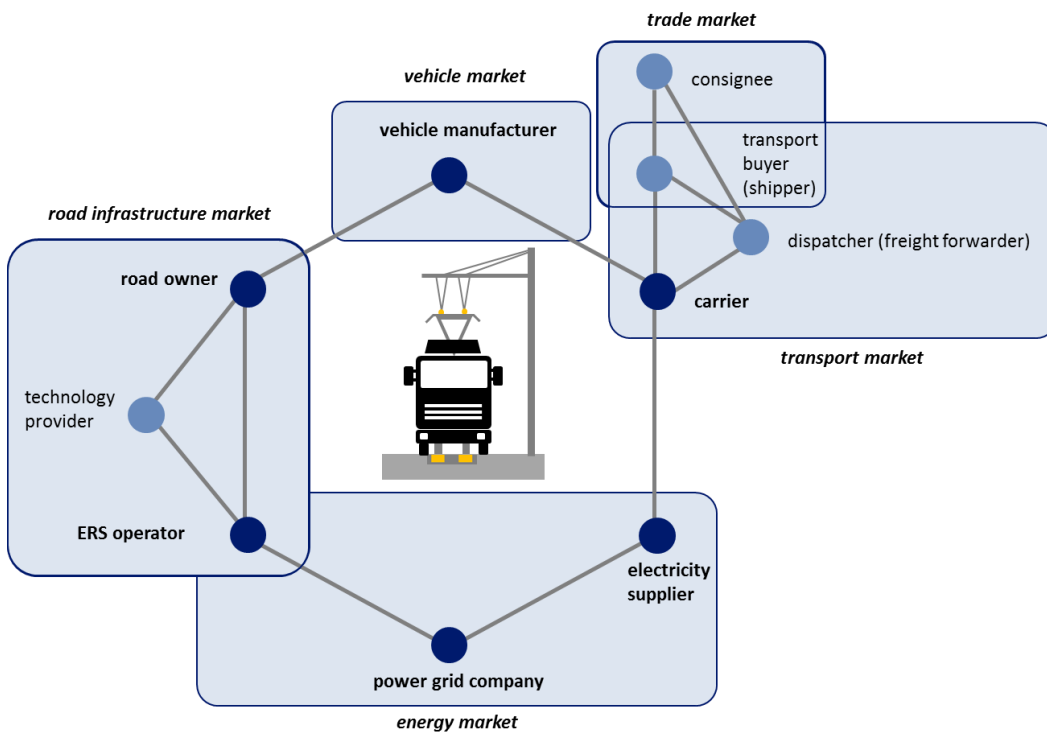 trade market
vehicle market
consignee
vehicle manufacturer
transport
buyer
(shipper)
road infrastructure market
dispatcher (freight forwarder)
road owner
carrier
transport market
technology
provider
ERS operator
electricity
supplier
power grid company
energy market